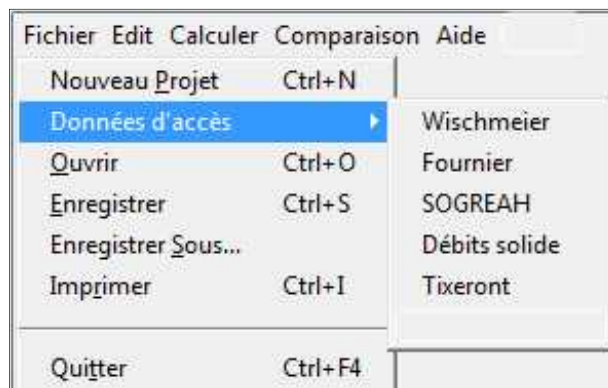 Fichier Edit Calculer Comparaison Aide
Nouveau Projet Ctrl+N
Données d'accès Wischmeier
Ouvrir Ctrl+O Fournier
Enregistrer Ctrl+S SOGREAH
Enregistrer Sous... Débits solide
Imprimer Ctrl+I Tixeront
Quitter Ctrl+F4